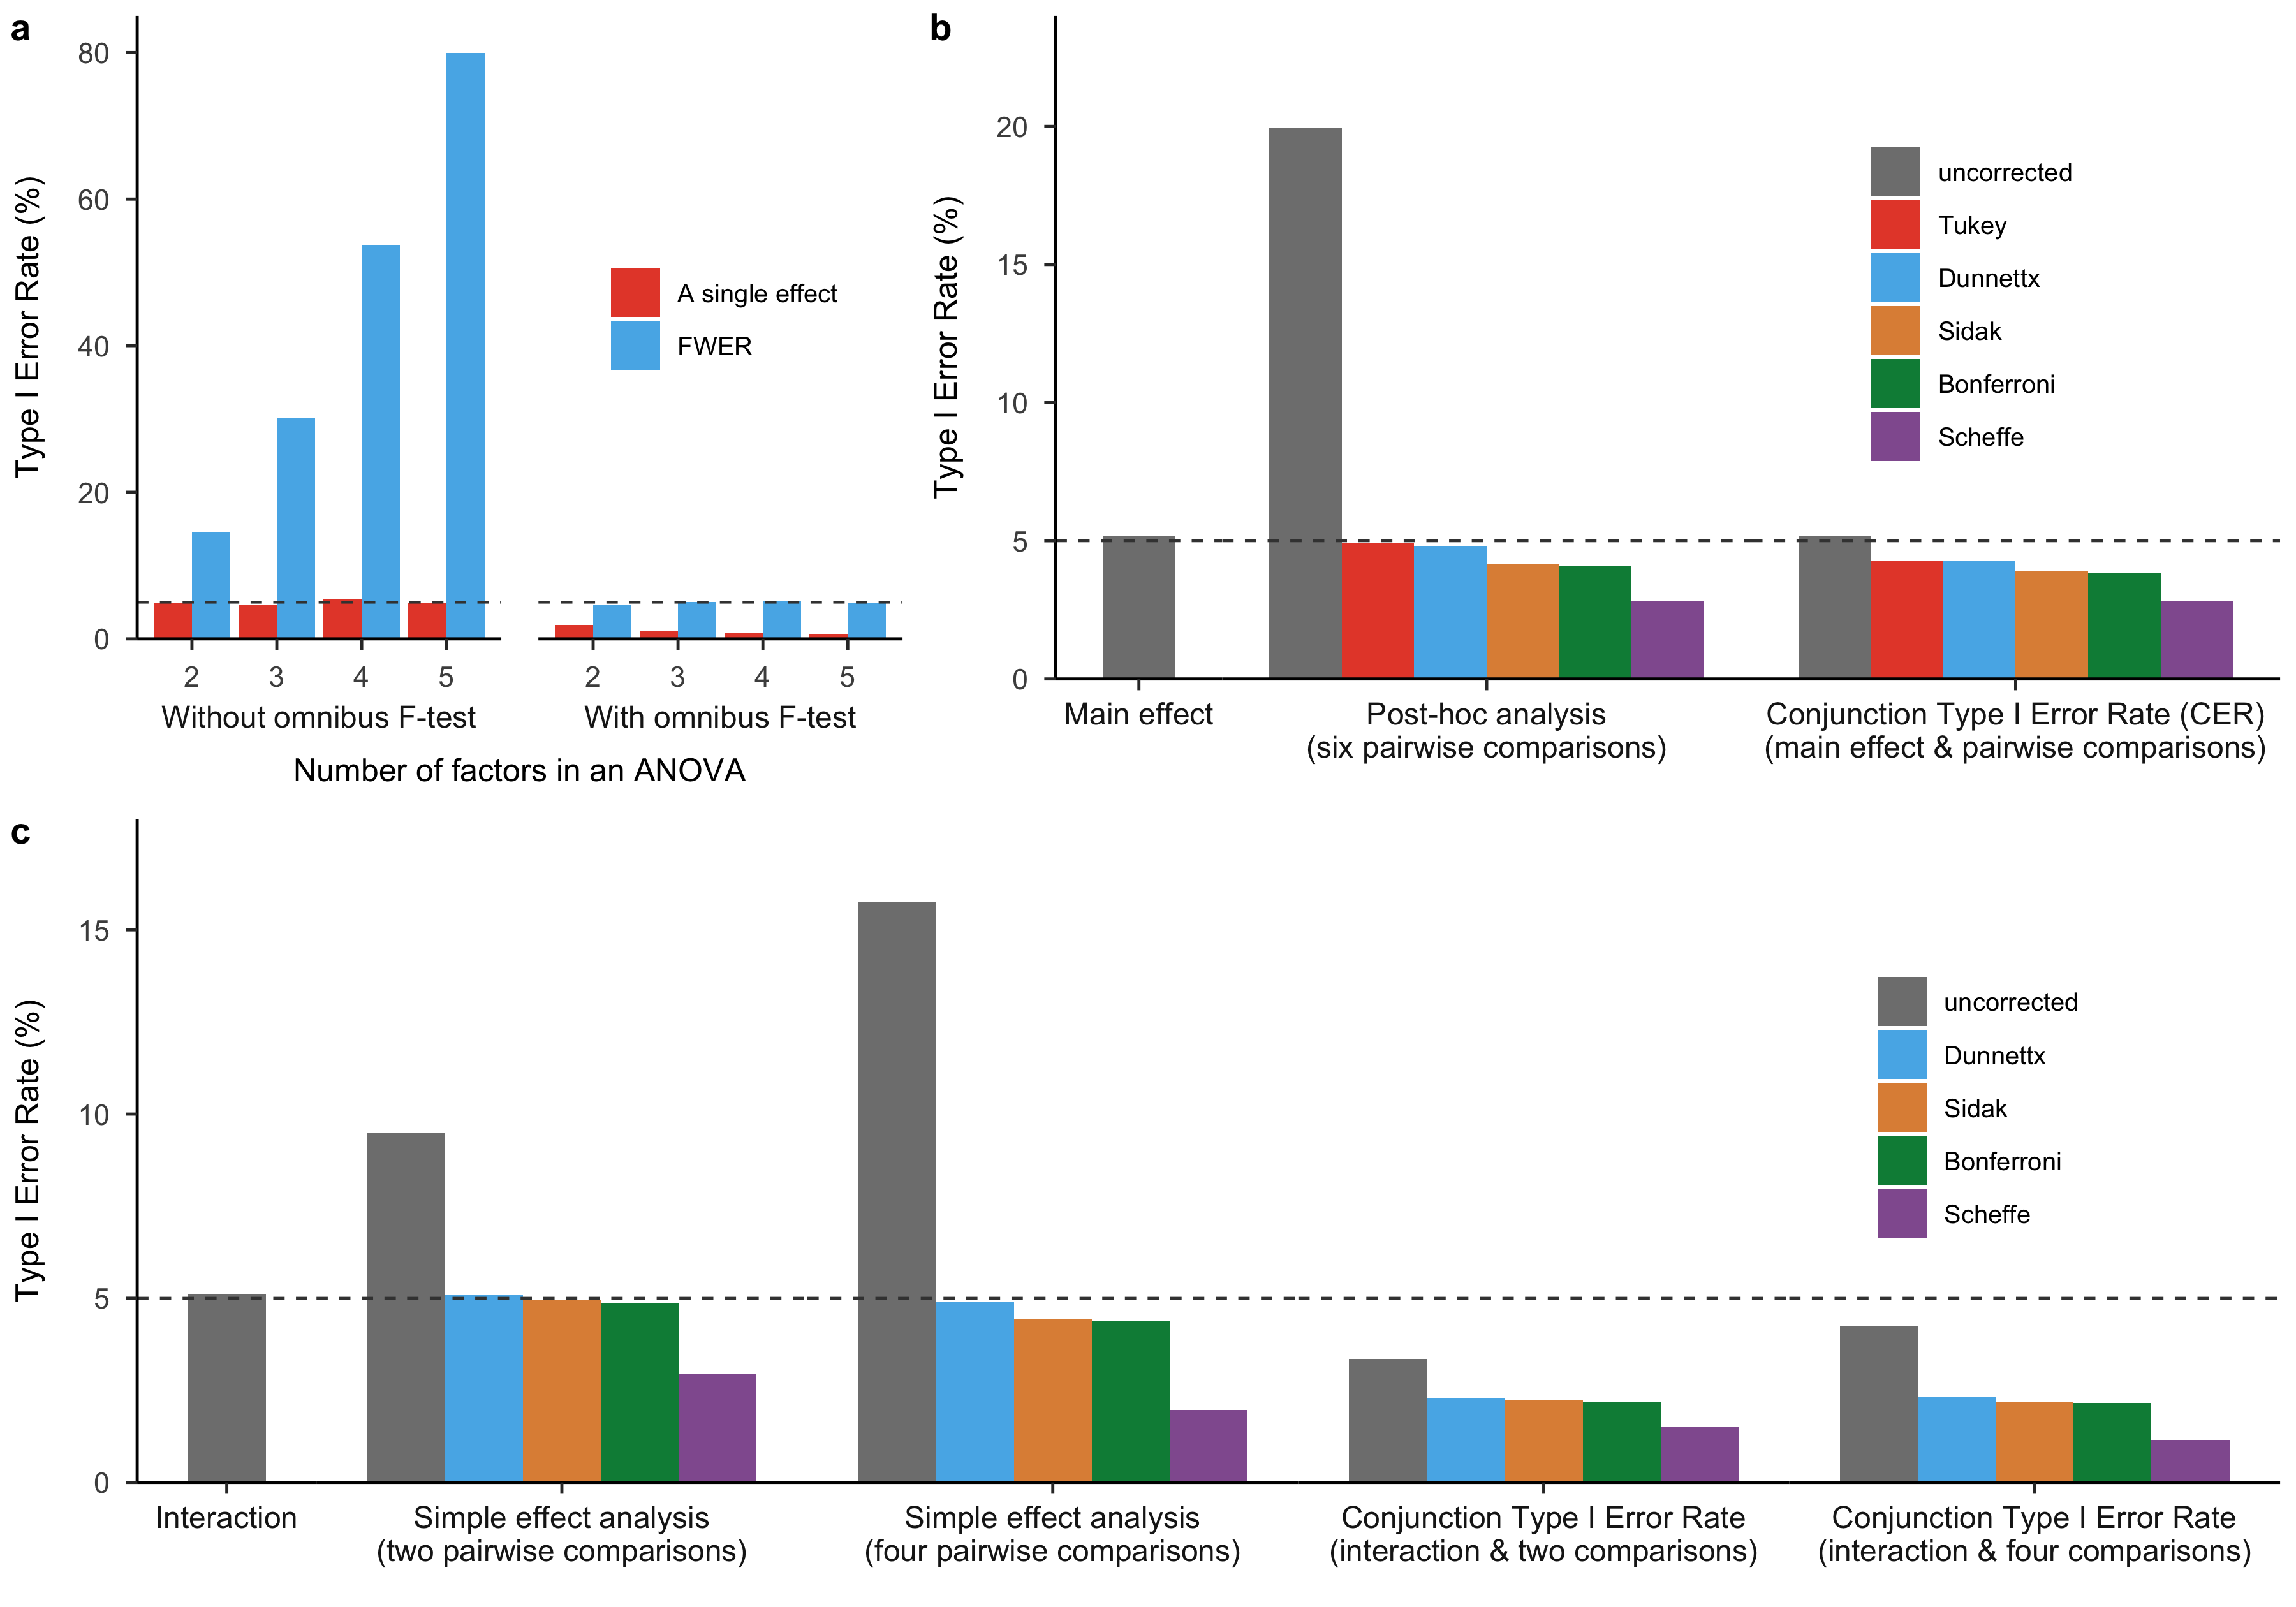 a
Type I Error Rate (%)
80
60
40
20
0
A single effect
FWER
2 3 4 5
2 3 4 5
Without omnibus F-test
With omnibus F-test
Number of factors in an ANOVA
b
Type I Error Rate (%)
20
15
10
5
0
uncorrected
Tukey
Dunnettx
Sidak
Bonferroni
Scheffe
Main effect
Post-hoc analysis
(six pairwise comparisons)
Conjunction Type I Error Rate (CER)
(main effect & pairwise comparisons)
c
Type I Error Rate (%)
15
10
5
0
uncorrected
Dunnettx
Sidak
Bonferroni
Scheffe
Interaction
Simple effect analysis
(two pairwise comparisons)
Simple effect analysis
(four pairwise comparisons)
Conjunction Type I Error Rate
(interaction & two comparisons)
Conjunction Type I Error Rate
(interaction & four comparisons)